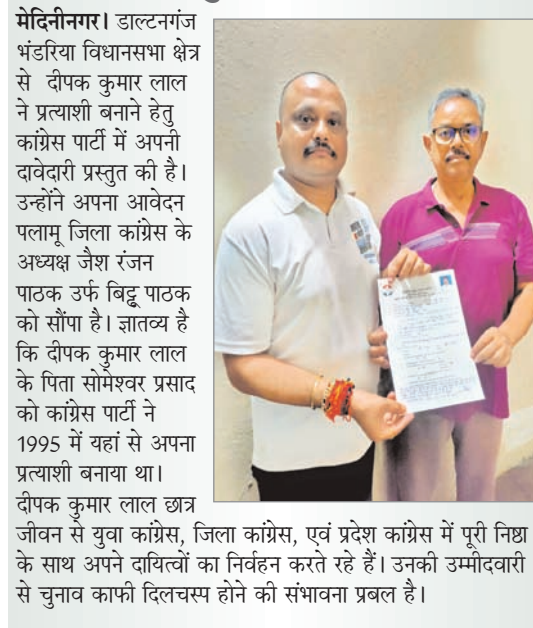 मेदिनीनगर। डाल्टनगंज
भंडरिया विधानसभा क्षेत्र
से दीपक कुमार लाल
ने प्रत्याशी बनाने हेतु
कांग्रेस पार्टी में अपनी
दावेदारी प्रस्तुत की है।
उन्होंने अपना आवेदन
पलामू जिला कांग्रेस के
अध्यक्ष जैश रंजन
पाठक उर्फ बिट्टू पाठक
को सौंपा है। ज्ञातव्य है
कि दीपक कुमार लाल
के पिता सोमेश्वर प्रसाद
को कांग्रेस पार्टी ने
1995 में यहां से अपना
प्रत्याशी बनाया था।
दीपक कुमार लाल छात्र
जीवन से युवा कांग्रेस, जिला कांग्रेस, एवं प्रदेश कांग्रेस में पूरी निष्ठा
के साथ अपने दायित्वों का निर्वहन करते रहे हैं। उनकी उम्मीदवारी
से चुनाव काफी दिलचस्प होने की संभावना प्रबल है।